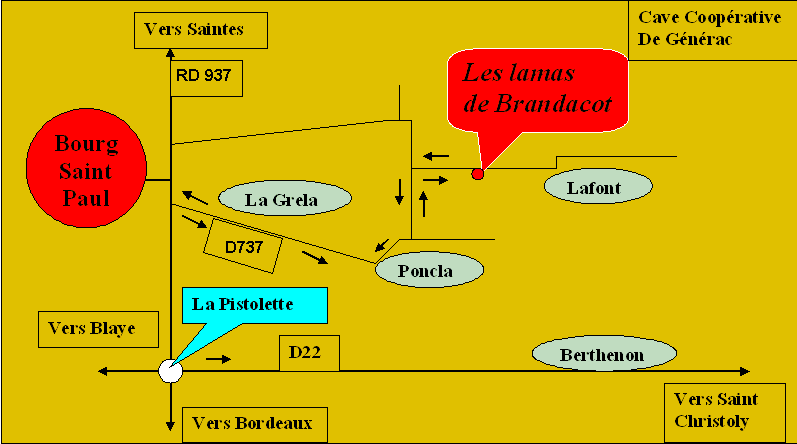 Vers Saintes
Cave Coopérative
De Générac
RD 937
Les lamas
de Brandacot
Bourg
Saint
Paul
La Grela
Lafont
D737
Poncla
La Pistolette
Vers Blaye
D22
Berthenon
Vers Saint
Christoly
Vers Bordeaux